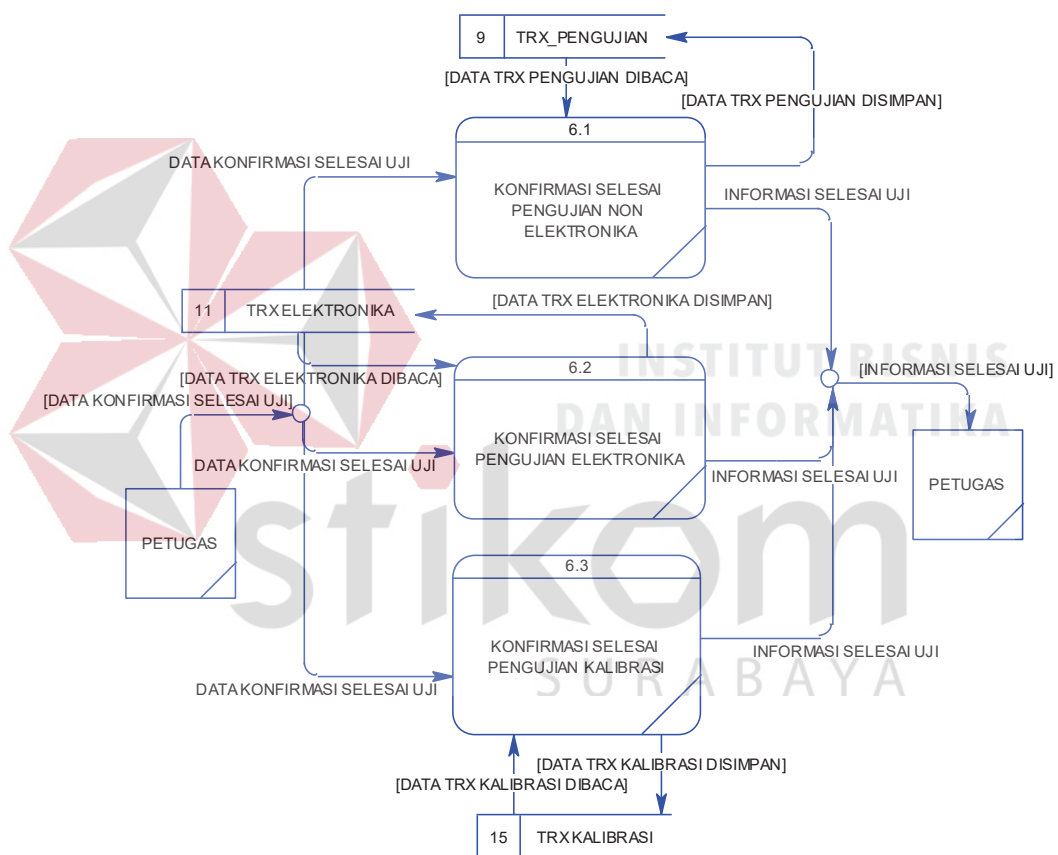 9 TRX_PENGUJIAN
[DATA TRX PENGUJIAN DIBACA]
[DATA TRX PENGUJIAN DISIMPAN]
6.1
DATA KONFIRMASI SELESAI UJI
KONFIRMASI SELESAI
PENGUJIAN NON
ELEKTRONIKA
INFORMASI SELESAI UJI
11 TRX ELEKTRONIKA
[DATA TRX ELEKTRONIKA DISIMPAN]
INSTITUT BISNIS
DAN INFORMATIKA
6.2
[DATA TRX ELEKTRONIKA DIBACA]
[INFORMASI SELESAI UJI]
[DATA KONFIRMASI SELESAI UJI]
KONFIRMASI SELESAI
PENGUJIAN ELEKTRONIKA
DATA KONFIRMASI SELESAI UJI
INFORMASI SELESAI UJI
PETUGAS
PETUGAS
stikom
6.3
KONFIRMASI SELESAI
PENGUJIAN KALIBRASI
INFORMASI SELESAI UJI
SURABAYA
DATA KONFIRMASI SELESAI UJI
[DATA TRX KALIBRASI DISIMPAN]
[DATA TRX KALIBRASI DIBACA]
15 TRX KALIBRASI